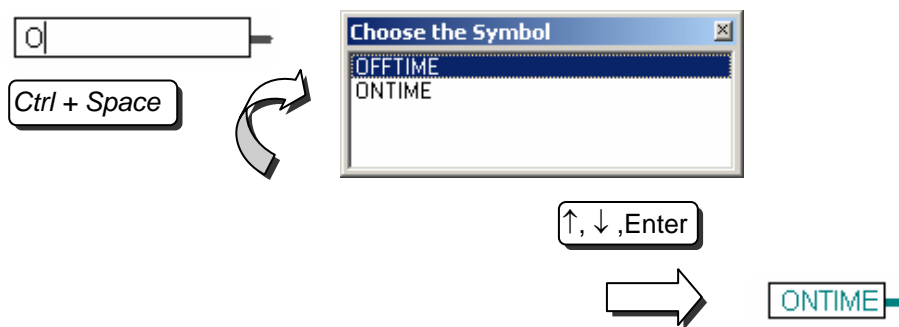 O
Ctrl + Space
Choose the Symbol
OFFTIME
ONTIME
↑, ↓ ,Enter
ONTIME